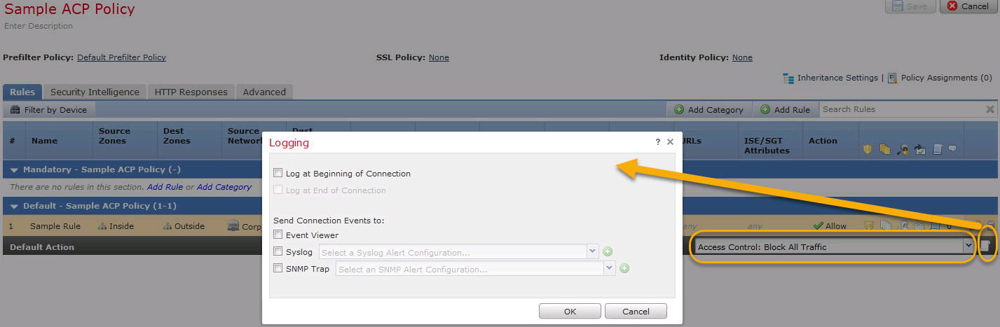 Sample ACP Policy
Save Cancel
Enter Description
Prefilter Policy: Default Prefilter Policy SSL Policy: None Identity Policy: None
Inheritance Settings | Policy Assignments (0)
Rules Security Intelligence HTTP Responses Advanced
Filter by Device Add Category Add Rule Search Rules
# Name Source Zones Dest Zones Source Dest ISE/SGT Attributes Action
Mandatory - Sample ACP Policy (-)
There are no rules in this section. Add Rule or Add Category
Default - Sample ACP Policy (1-1)
1 Sample Rule Inside Outside Corp any any Allow 0
Default Action Access Control: Block All Traffic
Logging ? ×
Log at Beginning of Connection
Log at End of Connection
Send Connection Events to:
Event Viewer
Syslog Select a Syslog Alert Configuration...
SNMP Trap Select an SNMP Alert Configuration...
OK Cancel